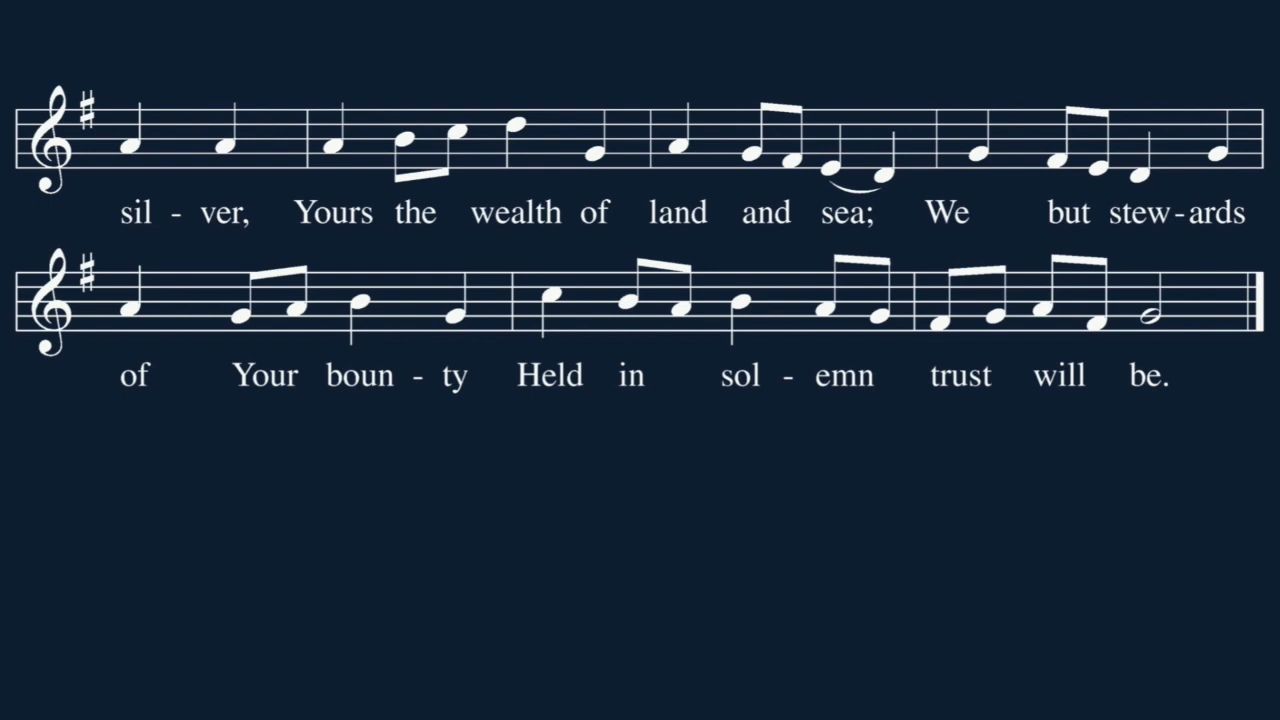 sil - ver, Yours the wealth of land and sea; We but stew - ards
of Your boun - ty Held in sol - emn trust will be.